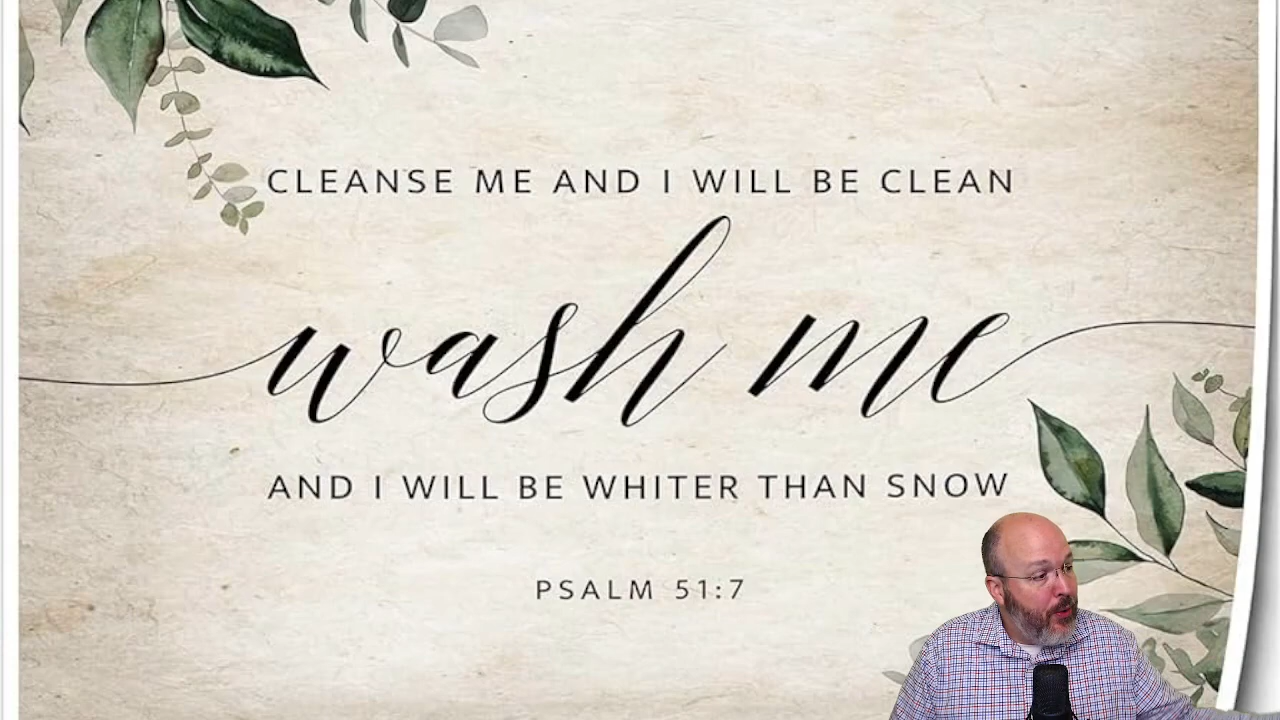 CLEANSE ME AND I WILL BE CLEAN
wash me
AND I WILL BE WHITER THAN SNOW
PSALM 51:7